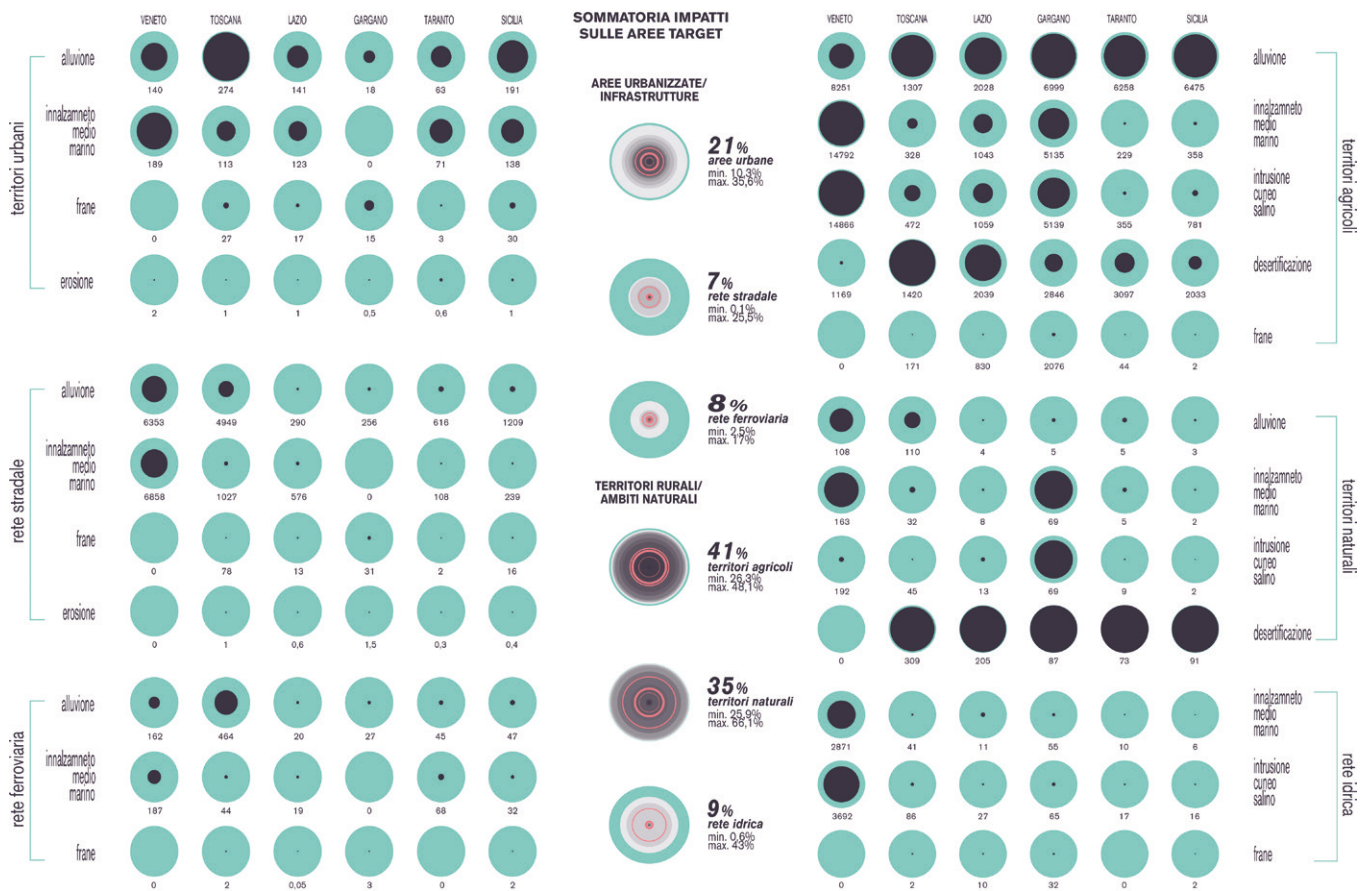 VENETO TOSCANA LAZIO GARGANO TARANTO SICILIA
territori urbani
alluvione
140 274 141 18 63 191
innalzamneto
medio
marino
189 113 123 0 71 138
frane
0 27 17 15 3 30
erosione
2 1 1 0,5 0,6 1
rete stradale
alluvione
6353 4949 290 256 616 1209
innalzamneto
medio
marino
6858 1027 576 0 108 239
frane
0 78 13 31 2 16
erosione
0 1 0,6 1,5 0,3 0,4
rete ferroviaria
alluvione
162 464 20 27 45 47
innalzamneto
medio
marino
187 44 19 0 68 32
frane
0 2 0,05 3 0 2
SOMMATORIA IMPATTI
SULLE AREE TARGET
AREE URBANIZZATE/
INFRASTRUTTURE
21%
aree urbane
min. 10,3%
max. 35,6%
7%
rete stradale
min. 0,1%
max. 25,5%
8%
rete ferroviaria
min. 2,5%
max. 17%
TERRITORI RURALI/
AMBITI NATURALI
41%
territori agricoli
min. 26,3%
max. 48,1%
35%
territori naturali
min. 25,9%
max. 66,1%
9%
rete idrica
min. 0,6%
max. 43%
VENETO TOSCANA LAZIO GARGANO TARANTO SICILIA
territori agricoli
alluvione
8251 1307 2028 6999 6258 6475
innalzamneto
medio
marino
14792 328 1043 5135 229 358
intrusione
cuneo
salino
14866 472 1059 5139 355 781
desertificazione
1169 1420 2039 2846 3097 2033
frane
0 171 830 2076 44 2
territori naturali
alluvione
108 110 4 5 5 3
innalzamneto
medio
marino
163 32 8 69 5 2
intrusione
cuneo
salino
192 45 13 69 9 2
desertificazione
0 309 205 87 73 91
rete idrica
innalzamneto
medio
marino
2871 41 11 55 10 6
intrusione
cuneo
salino
3692 86 27 65 17 16
frane
0 2 10 32 0 2